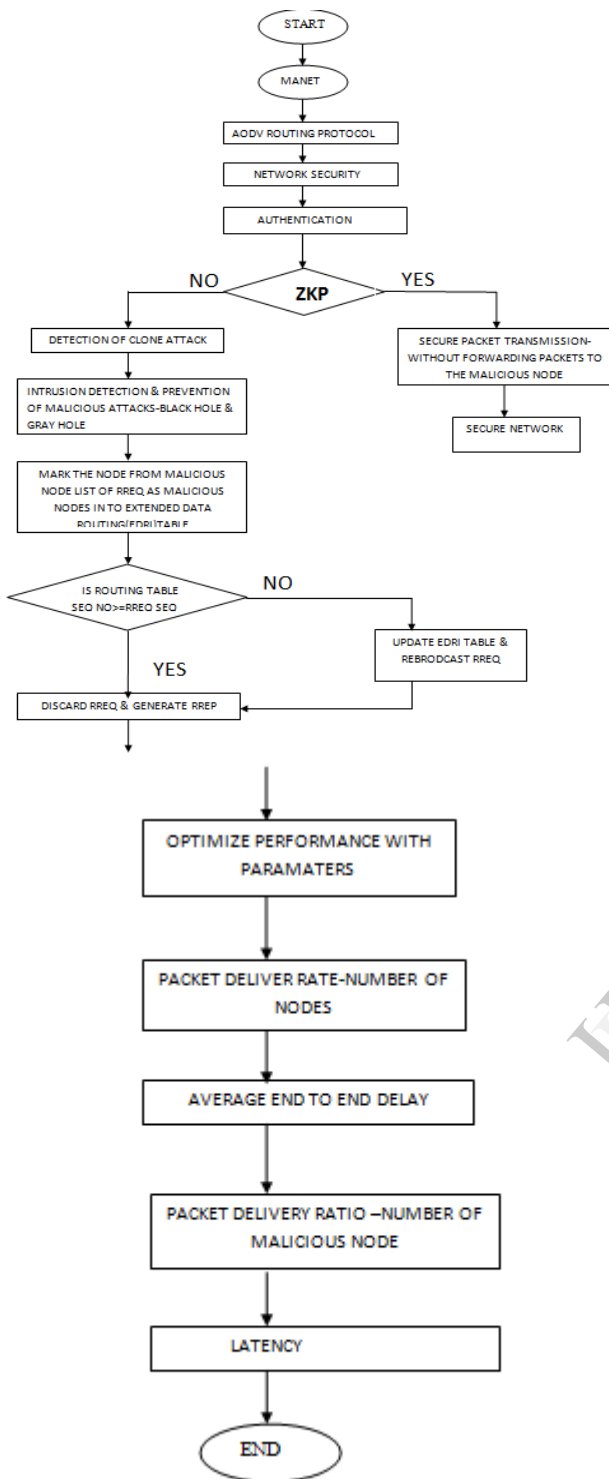 START
MANET
AODV ROUTING PROTOCOL
NETWORK SECURITY
AUTHENTICATION
NO
ZKP
YES
DETECTION OF CLONE ATTACK
INTRUSION DETECTION & PREVENTION
OF MALICIOUS ATTACKS-BLACK HOLE &
GRAY HOLE
MARK THE NODE FROM MALICIOUS
NODE LIST OF RREQ AS MALICIOUS
NODES IN TO EXTENDED DATA
ROUTING(EDRI)TABLE
SECURE PACKET TRANSMISSION-
WITHOUT FORWARDING PACKETS TO
THE MALICIOUS NODE
SECURE NETWORK
IS ROUTING TABLE
SEQ NO>=RREQ SEQ
NO
YES
UPDATE EDRI TABLE &
REBRODCAST RREQ
DISCARD RREQ & GENERATE RREP
OPTIMIZE PERFORMANCE WITH
PARAMATERS
PACKET DELIVER RATE-NUMBER OF
NODES
AVERAGE END TO END DELAY
PACKET DELIVERY RATIO –NUMBER OF
MALICIOUS NODE
LATENCY
END